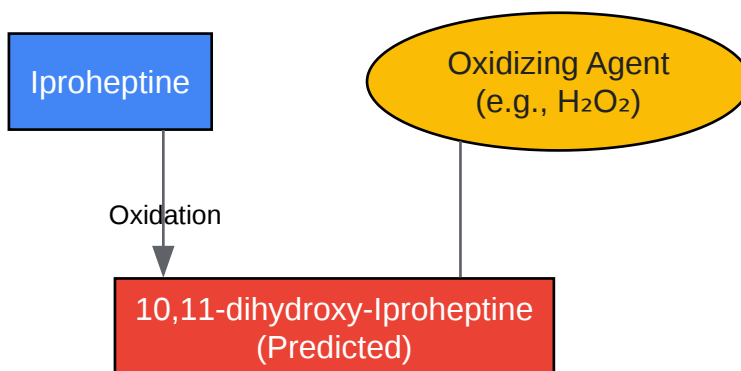 Iproheptine
Oxidizing Agent
(e.g., H₂O₂)
Oxidation
10,11-dihydroxy-Iproheptine
(Predicted)